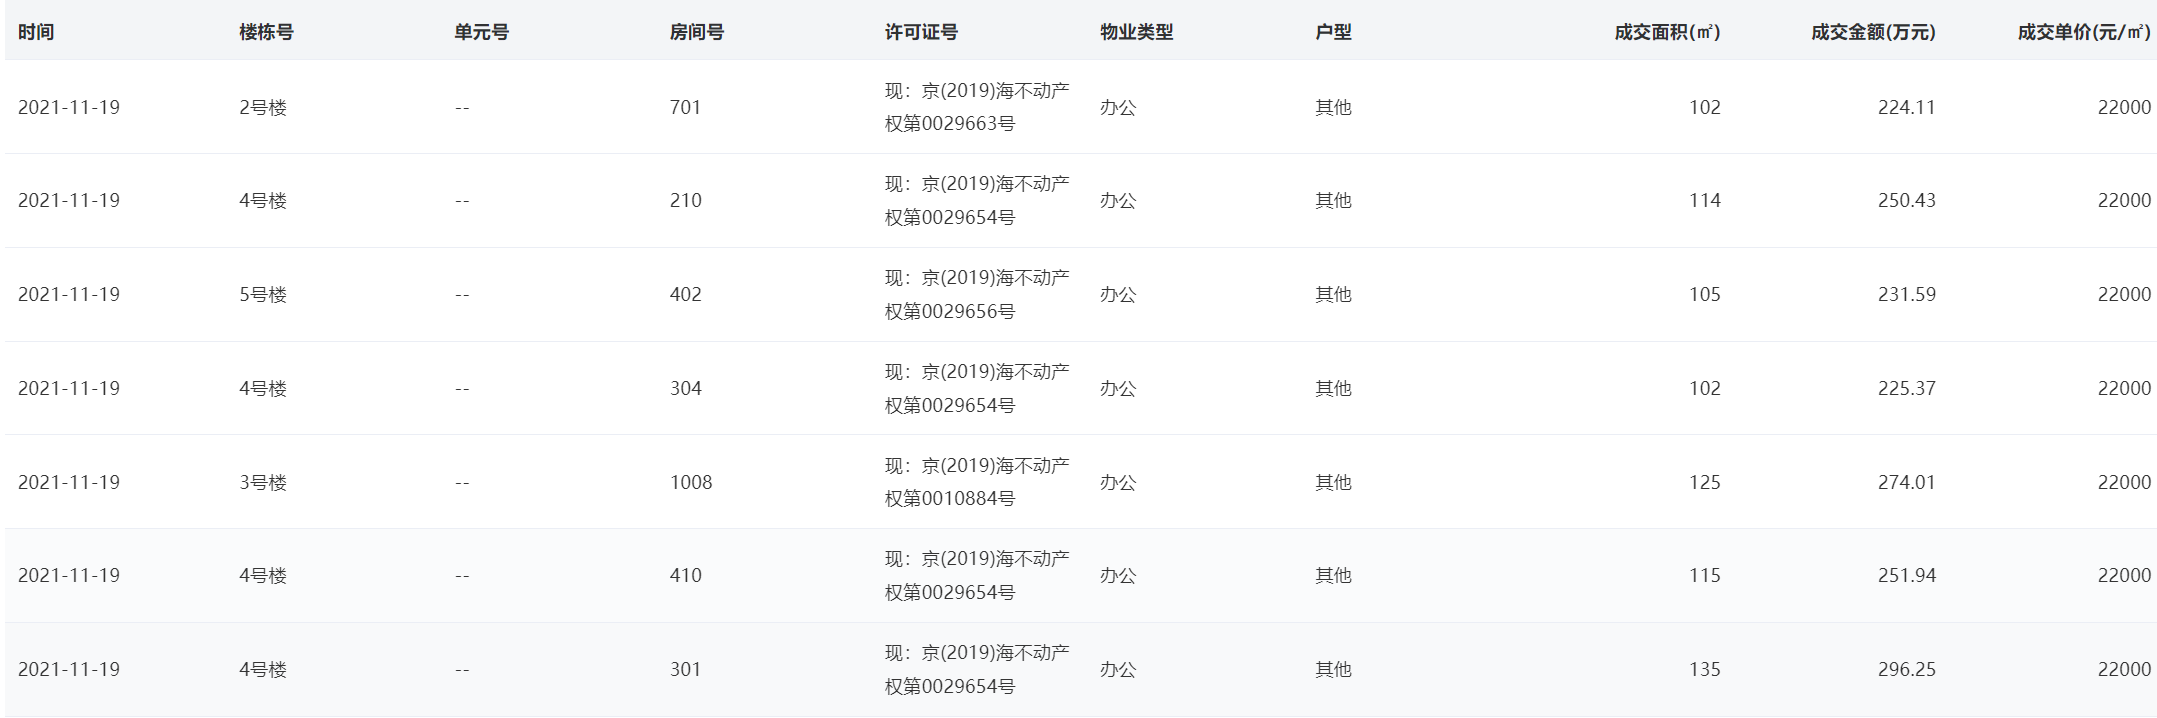 时间 楼栋号 单元号 房间号 许可证号 物业类型 户型 成交面积(㎡) 成交金额(万元) 成交单价(元/㎡)
2021-11-19 2号楼 -- 701 现：京(2019)海不动产 办公 其他 102 224.11 22000
权第0029663号
2021-11-19 4号楼 -- 210 现：京(2019)海不动产 办公 其他 114 250.43 22000
权第0029654号
2021-11-19 5号楼 -- 402 现：京(2019)海不动产 办公 其他 105 231.59 22000
权第0029656号
2021-11-19 4号楼 -- 304 现：京(2019)海不动产 办公 其他 102 225.37 22000
权第0029654号
2021-11-19 3号楼 -- 1008 现：京(2019)海不动产 办公 其他 125 274.01 22000
权第0010884号
2021-11-19 4号楼 -- 410 现：京(2019)海不动产 办公 其他 115 251.94 22000
权第0029654号
2021-11-19 4号楼 -- 301 现：京(2019)海不动产 办公 其他 135 296.25 22000
权第0029654号